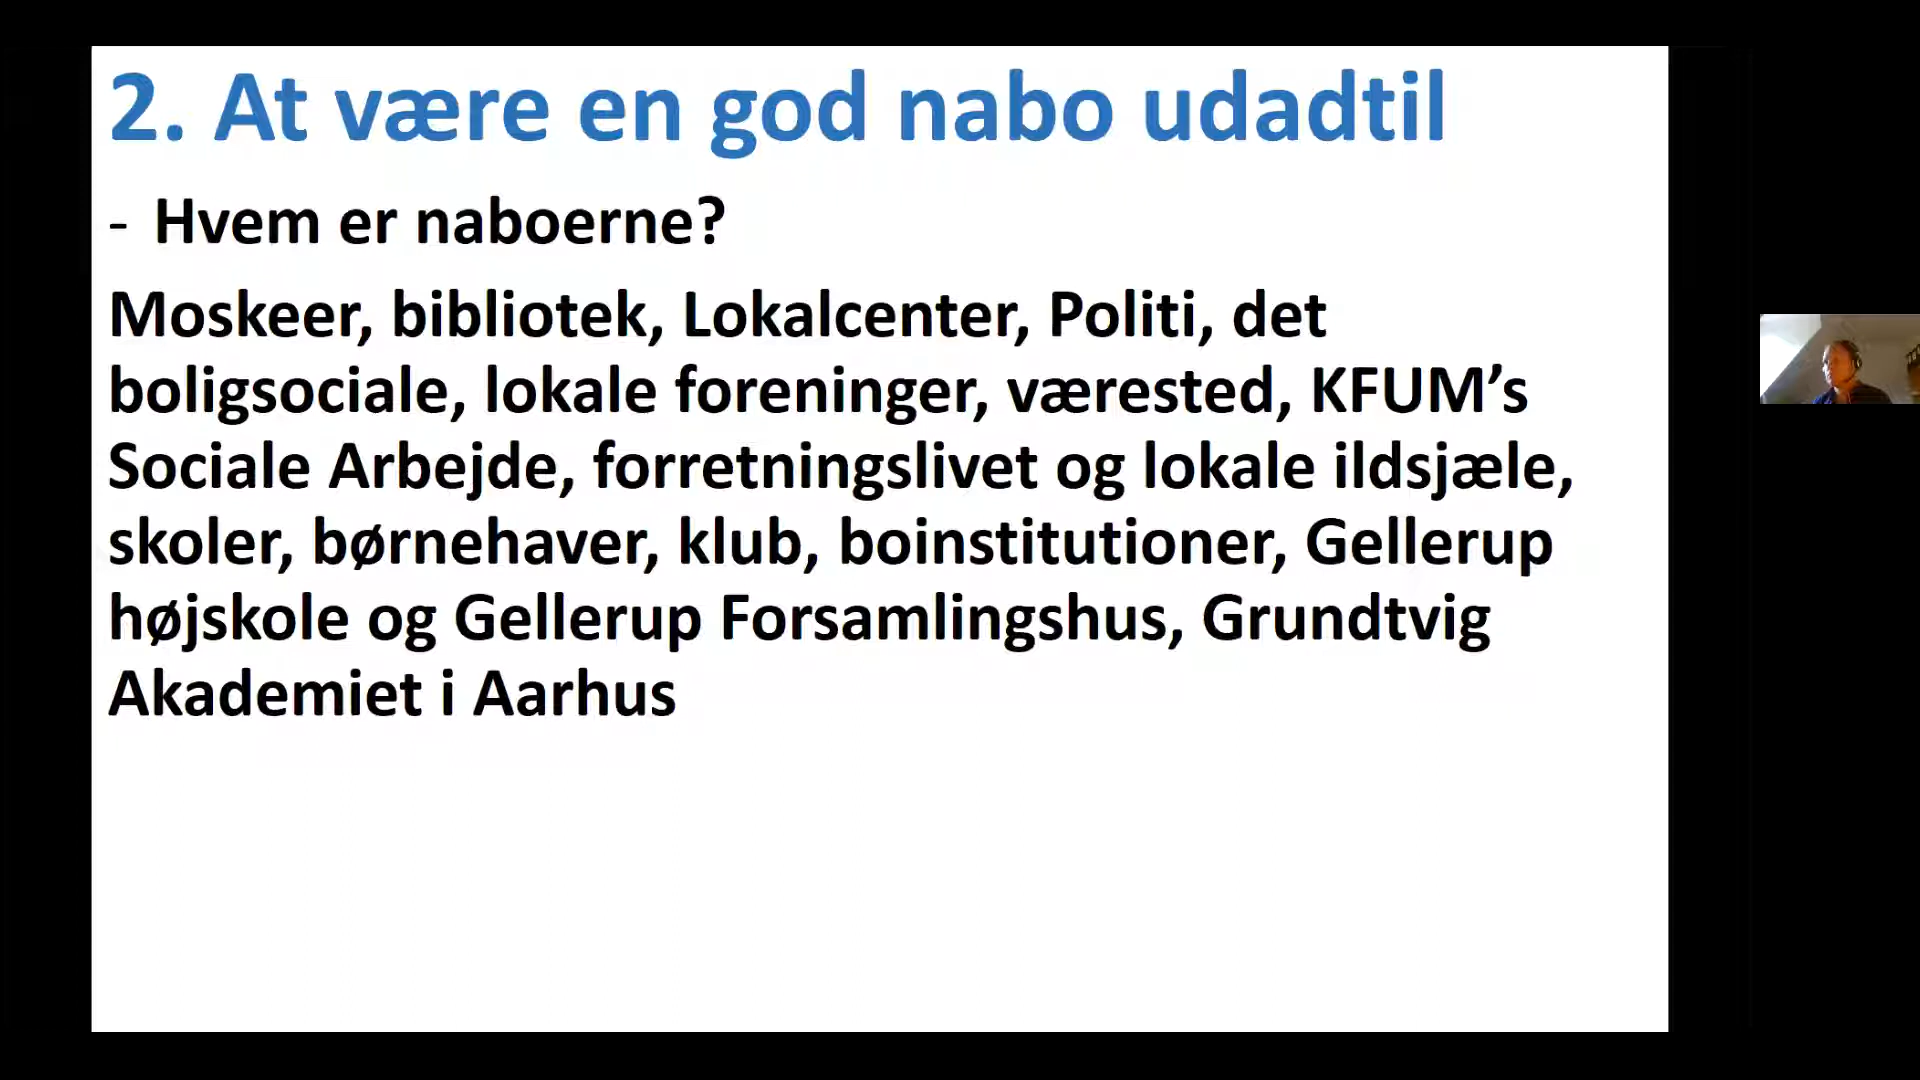 2. At være en god nabo udadtil
- Hvem er naboerne?
Moskeer, bibliotek, Lokalcenter, Politi, det
boligsociale, lokale foreninger, værested, KFUM’s
Sociale Arbejde, forretningslivet og lokale ildsjæle,
skoler, børnehaver, klub, boinstitutioner, Gellerup
højskole og Gellerup Forsamlingshus, Grundtvig
Akademiet i Aarhus